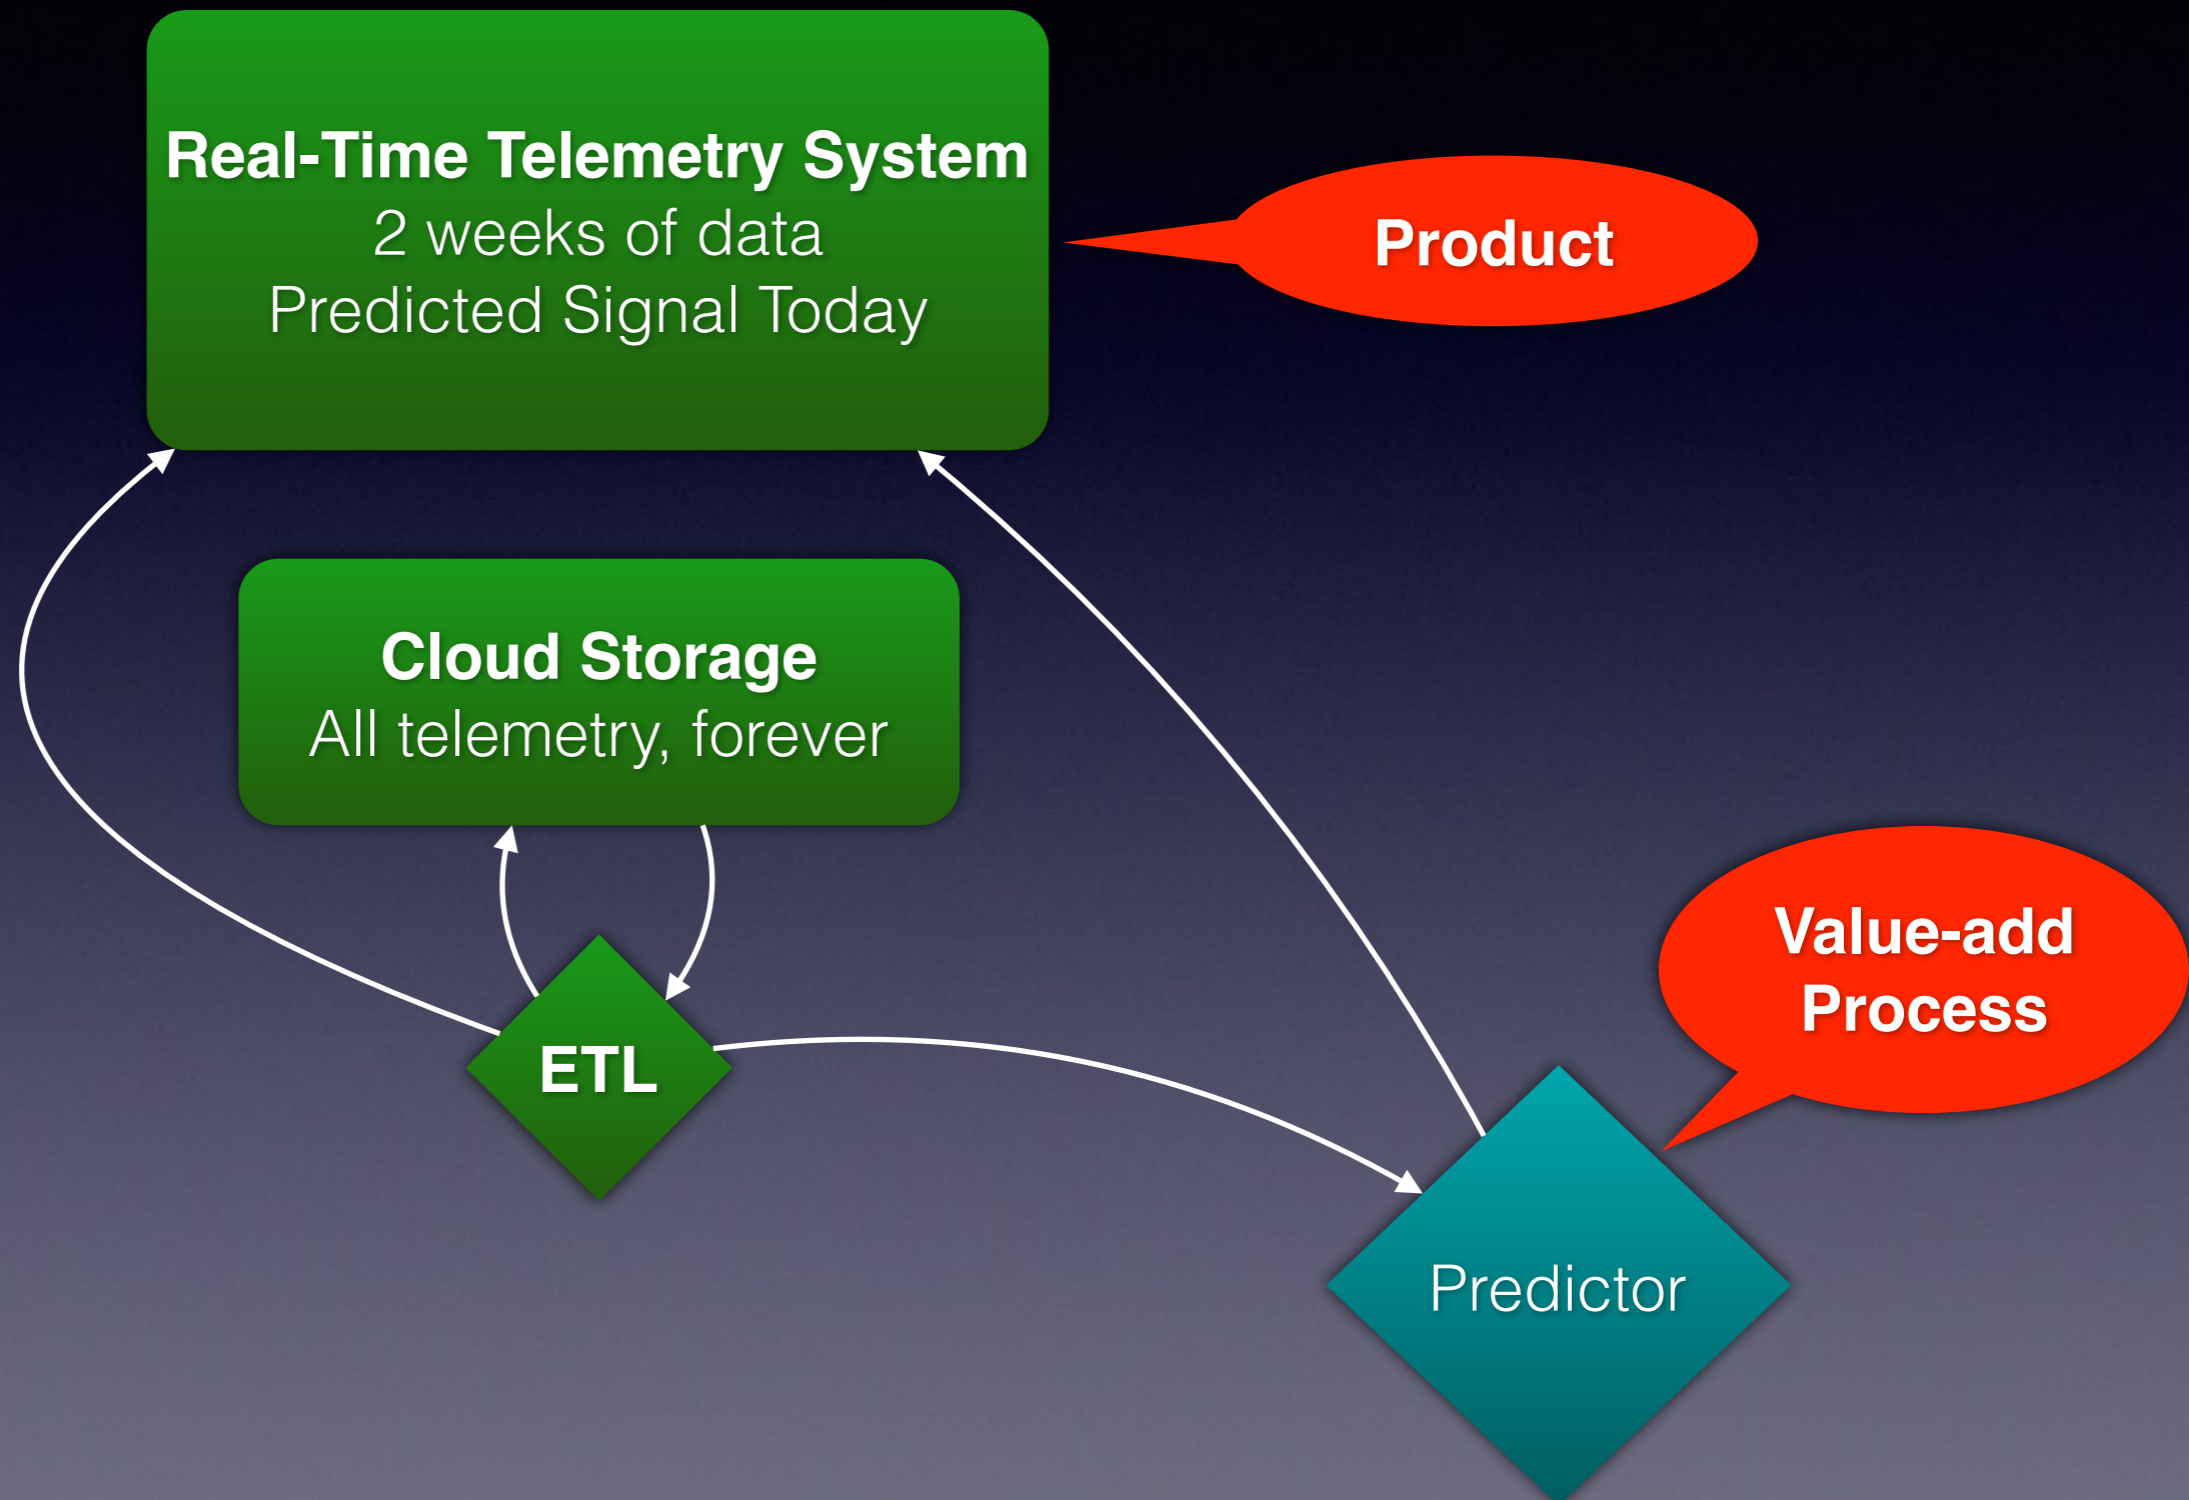 Real-Time Telemetry System
2 weeks of data
Predicted Signal Today
Product
Cloud Storage
All telemetry, forever
Value-add
Process
ETL
Predictor